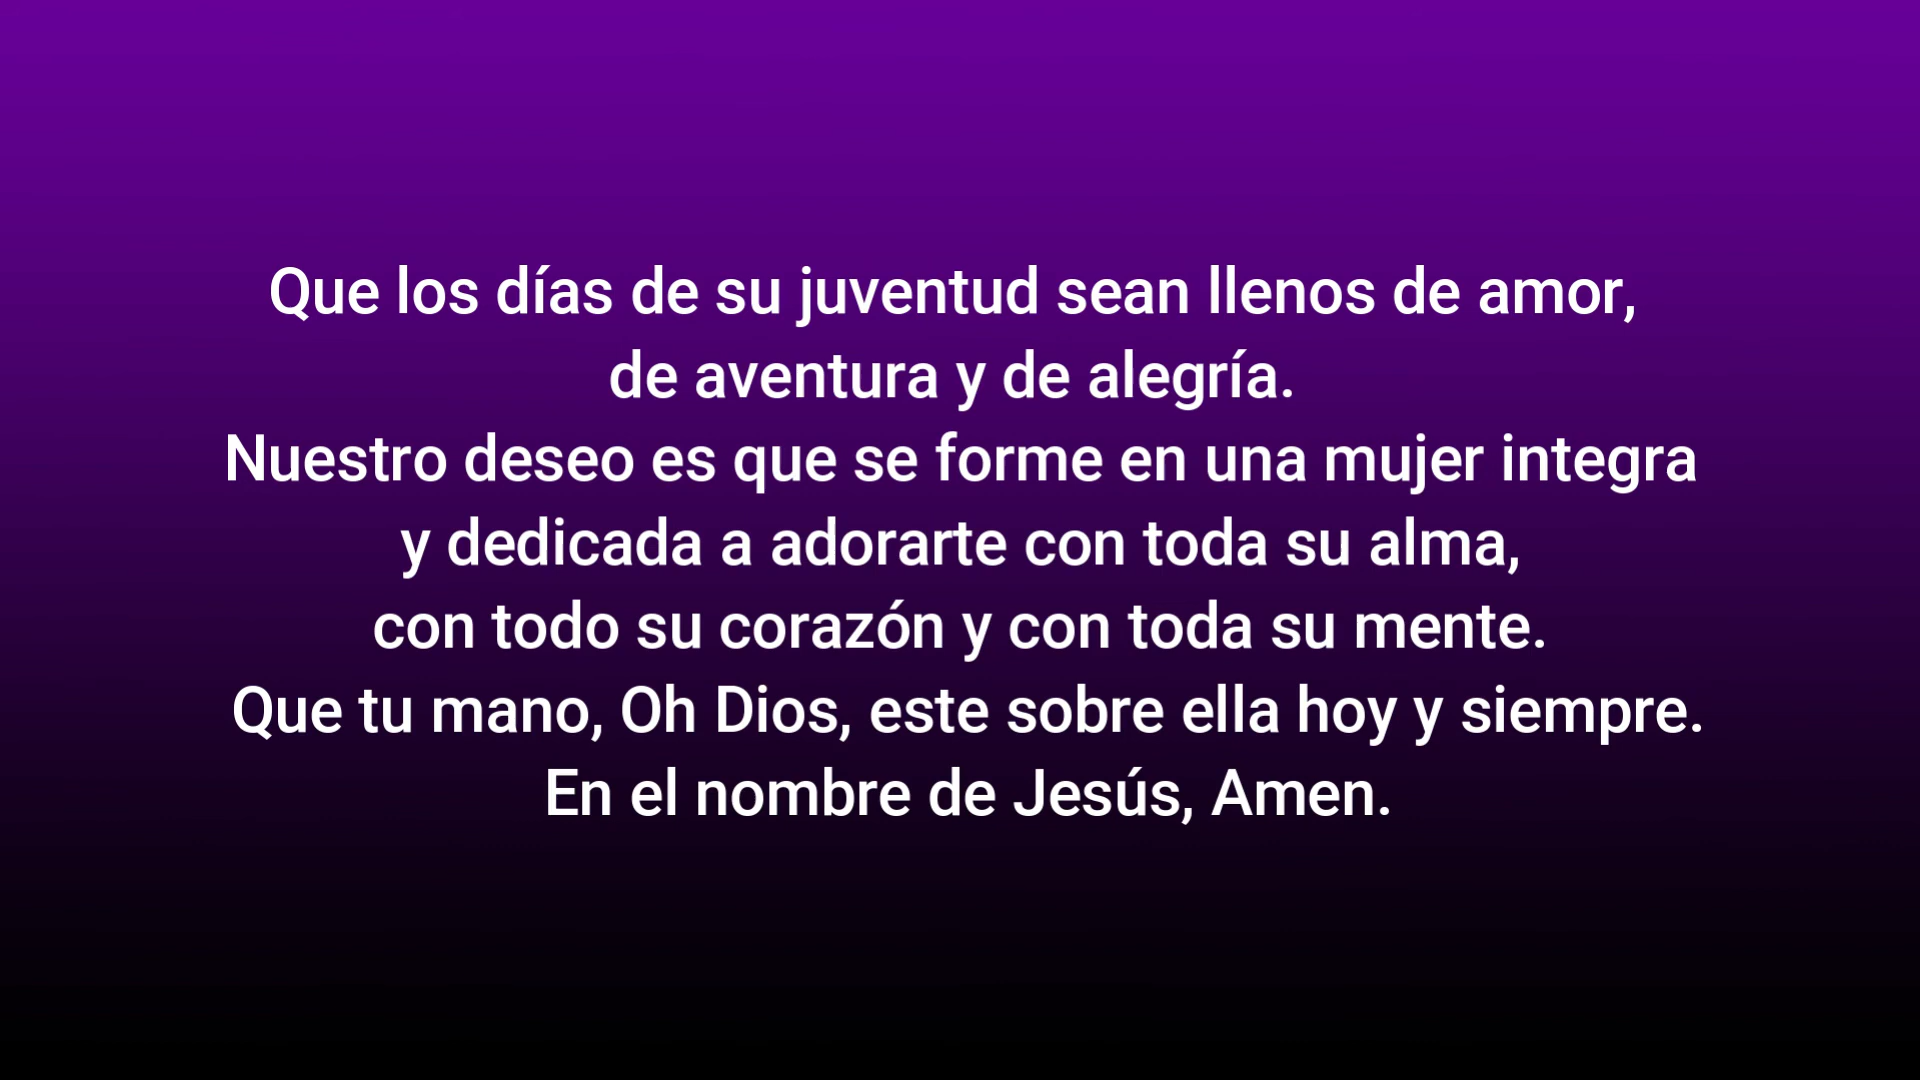 Que los días de su juventud sean llenos de amor,
de aventura y de alegría.
Nuestro deseo es que se forme en una mujer integra
y dedicada a adorarte con toda su alma,
con todo su corazón y con toda su mente.
Que tu mano, Oh Dios, este sobre ella hoy y siempre.
En el nombre de Jesús, Amen.